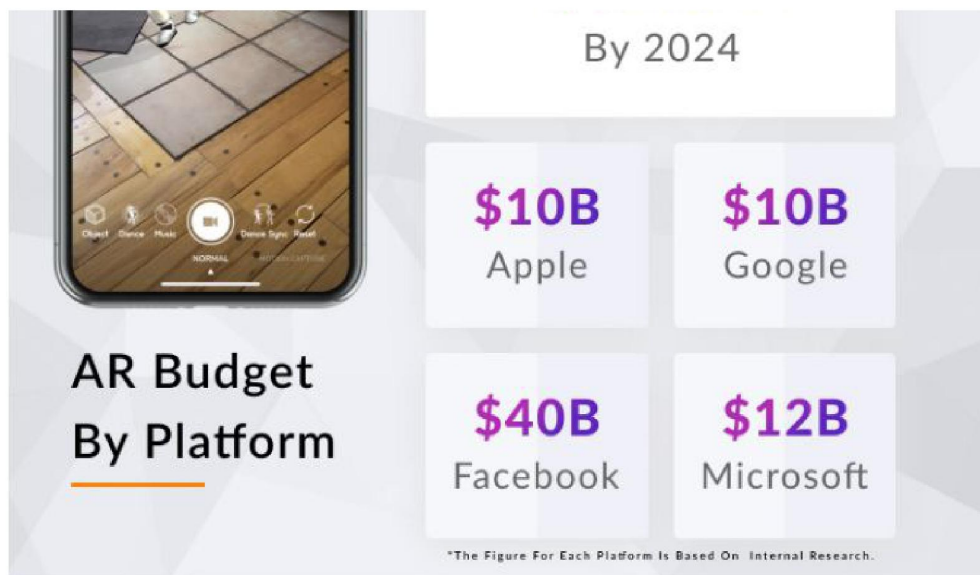 By 2024
$10B
Apple
$10B
Google
$40B
Facebook
$12B
Microsoft
Object Dance Music Dance Sync Reset
NORMAL
AR Budget
By Platform
*The Figure For Each Platform Is Based On Internal Research.